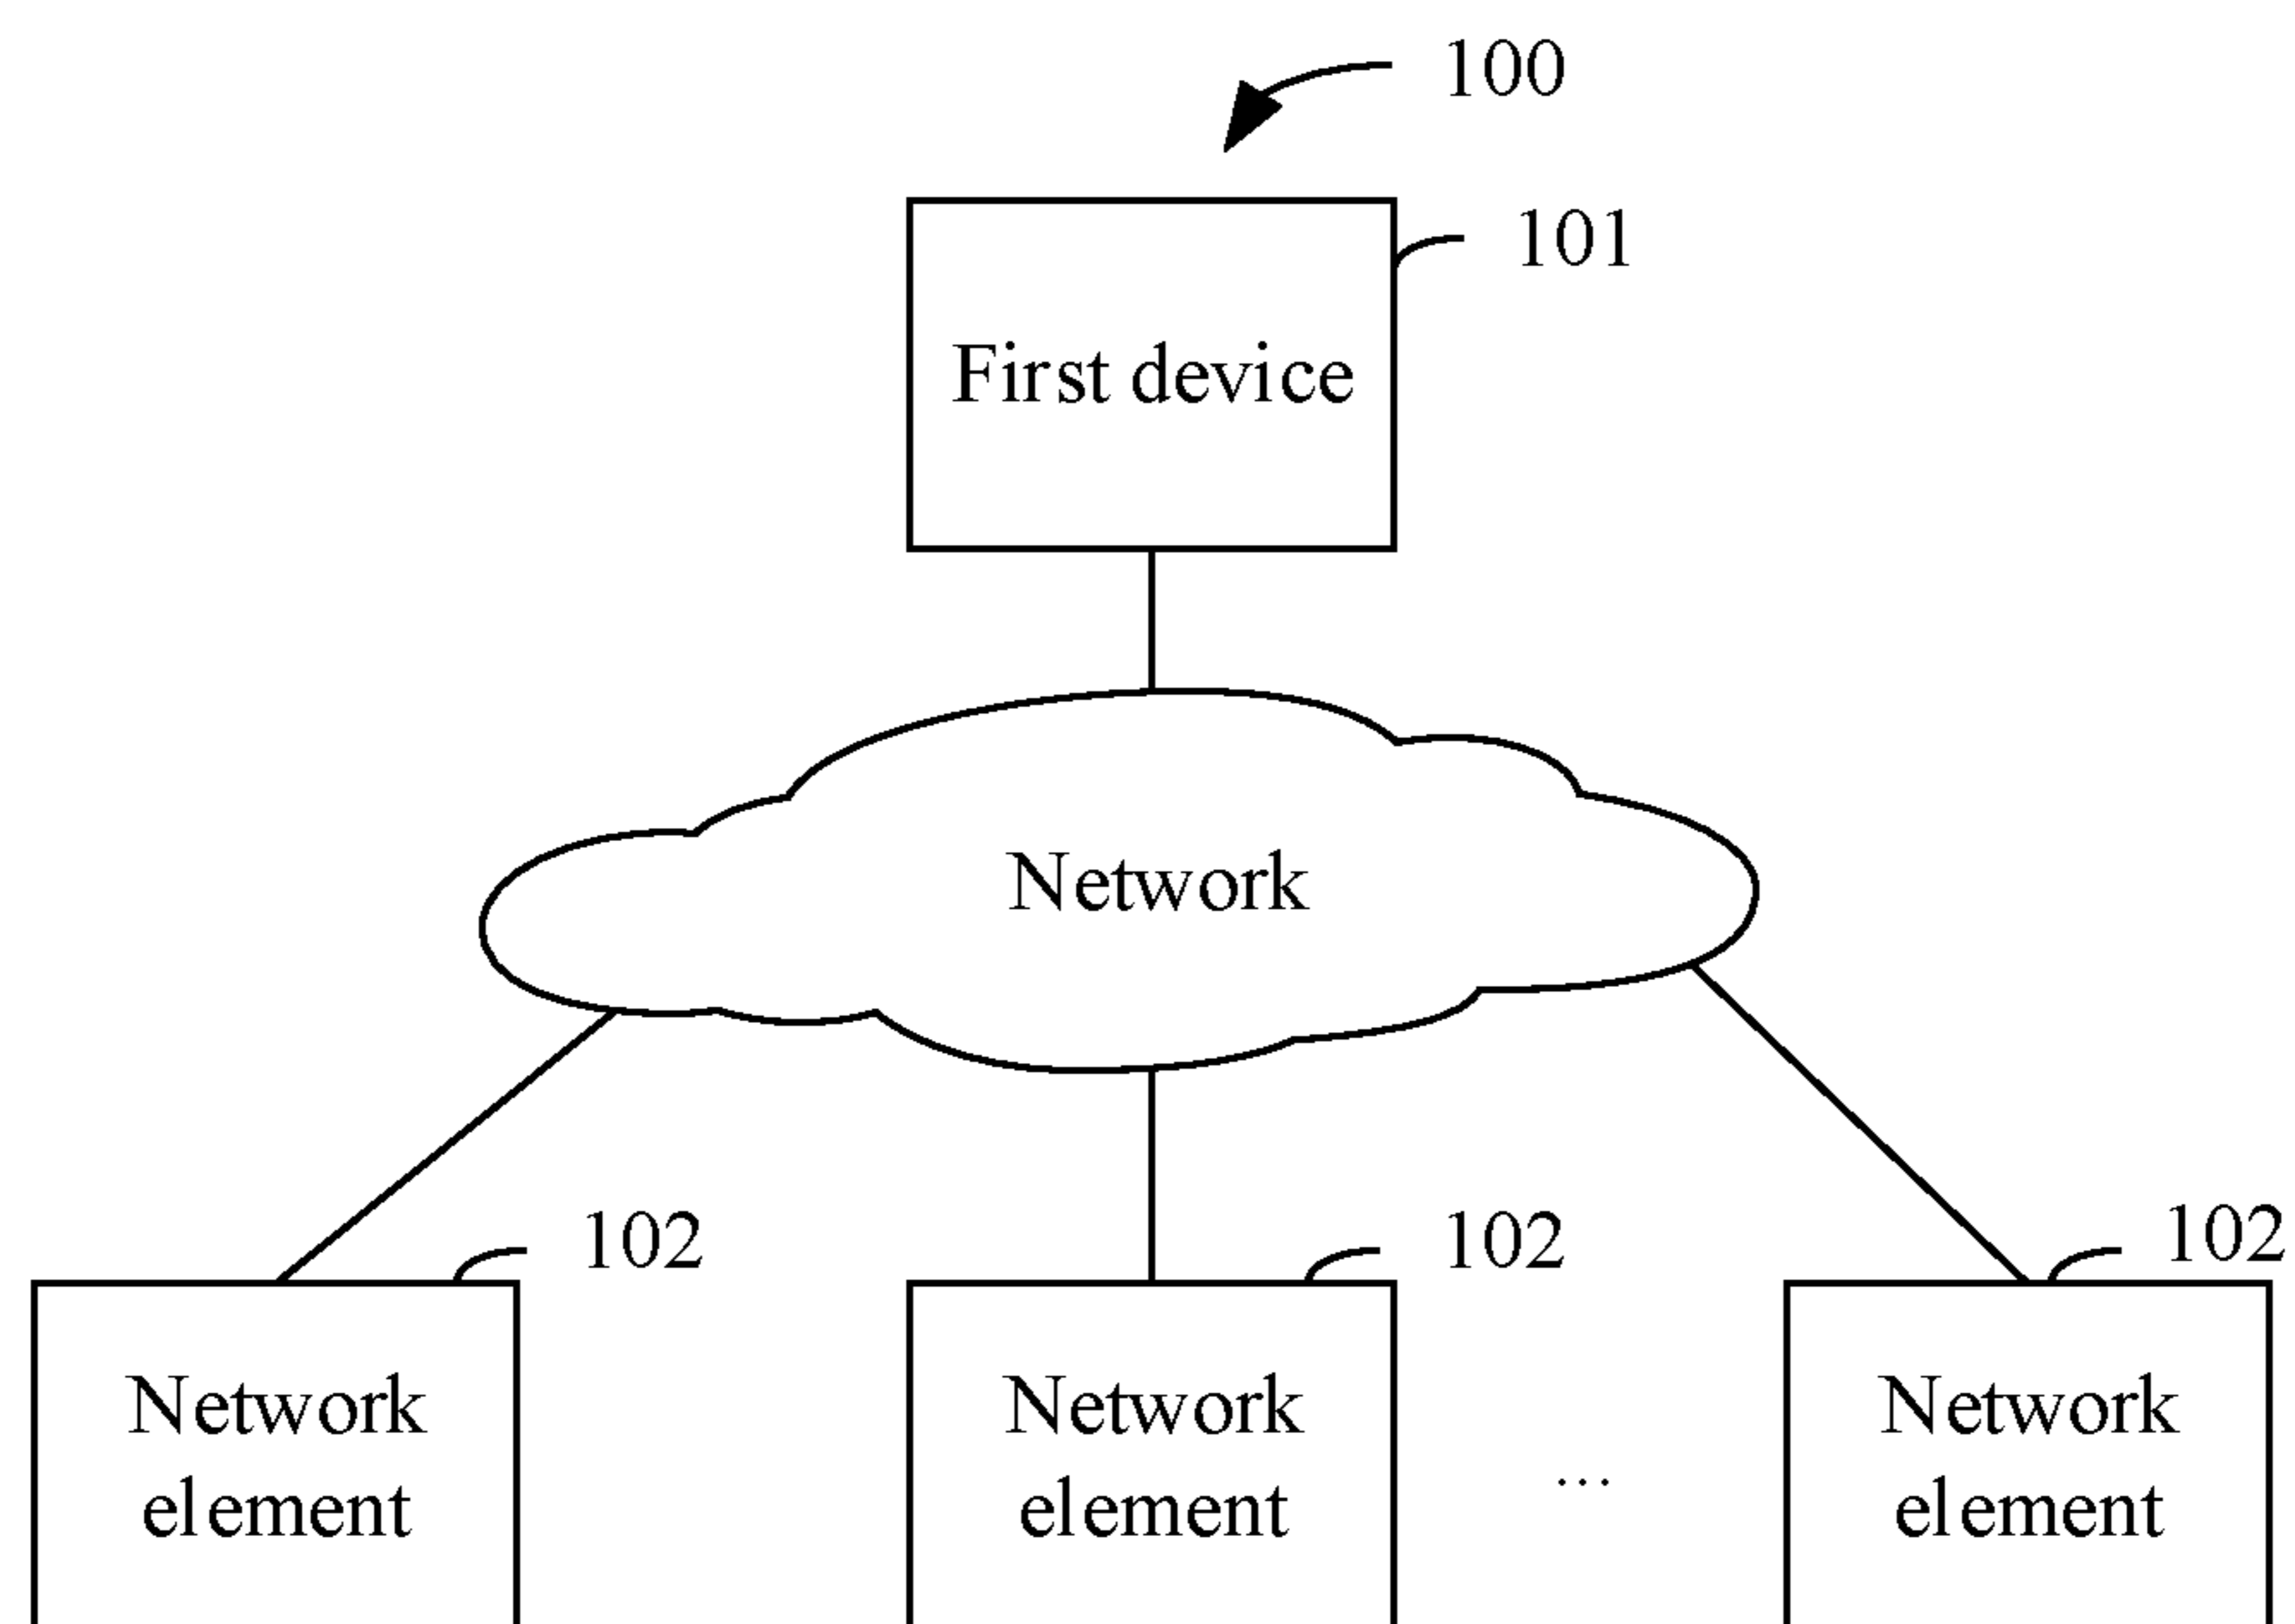 100
101
First device
Network
102
102
102
Network
element
Network
element
...
Network
element